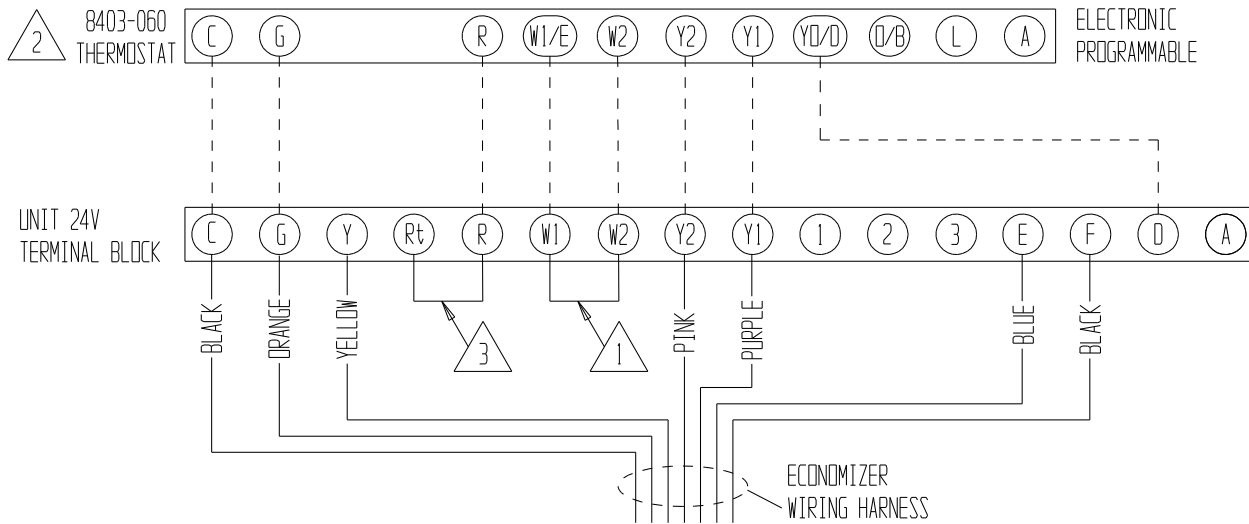 2
8403-060
THERMOSTAT
C G R W1/E W2 Y2 Y1 YO/D O/B L A
ELECTRONIC
PROGRAMMABLE
UNIT 24V
TERMINAL BLOCK
C G Y Rt R W1 W2 Y2 Y1 1 2 3 E F D A
BLACK
ORANGE
YELLOW
3
1
PINK
PURPLE
BLUE
BLACK
ECONOMIZER
WIRING HARNESS